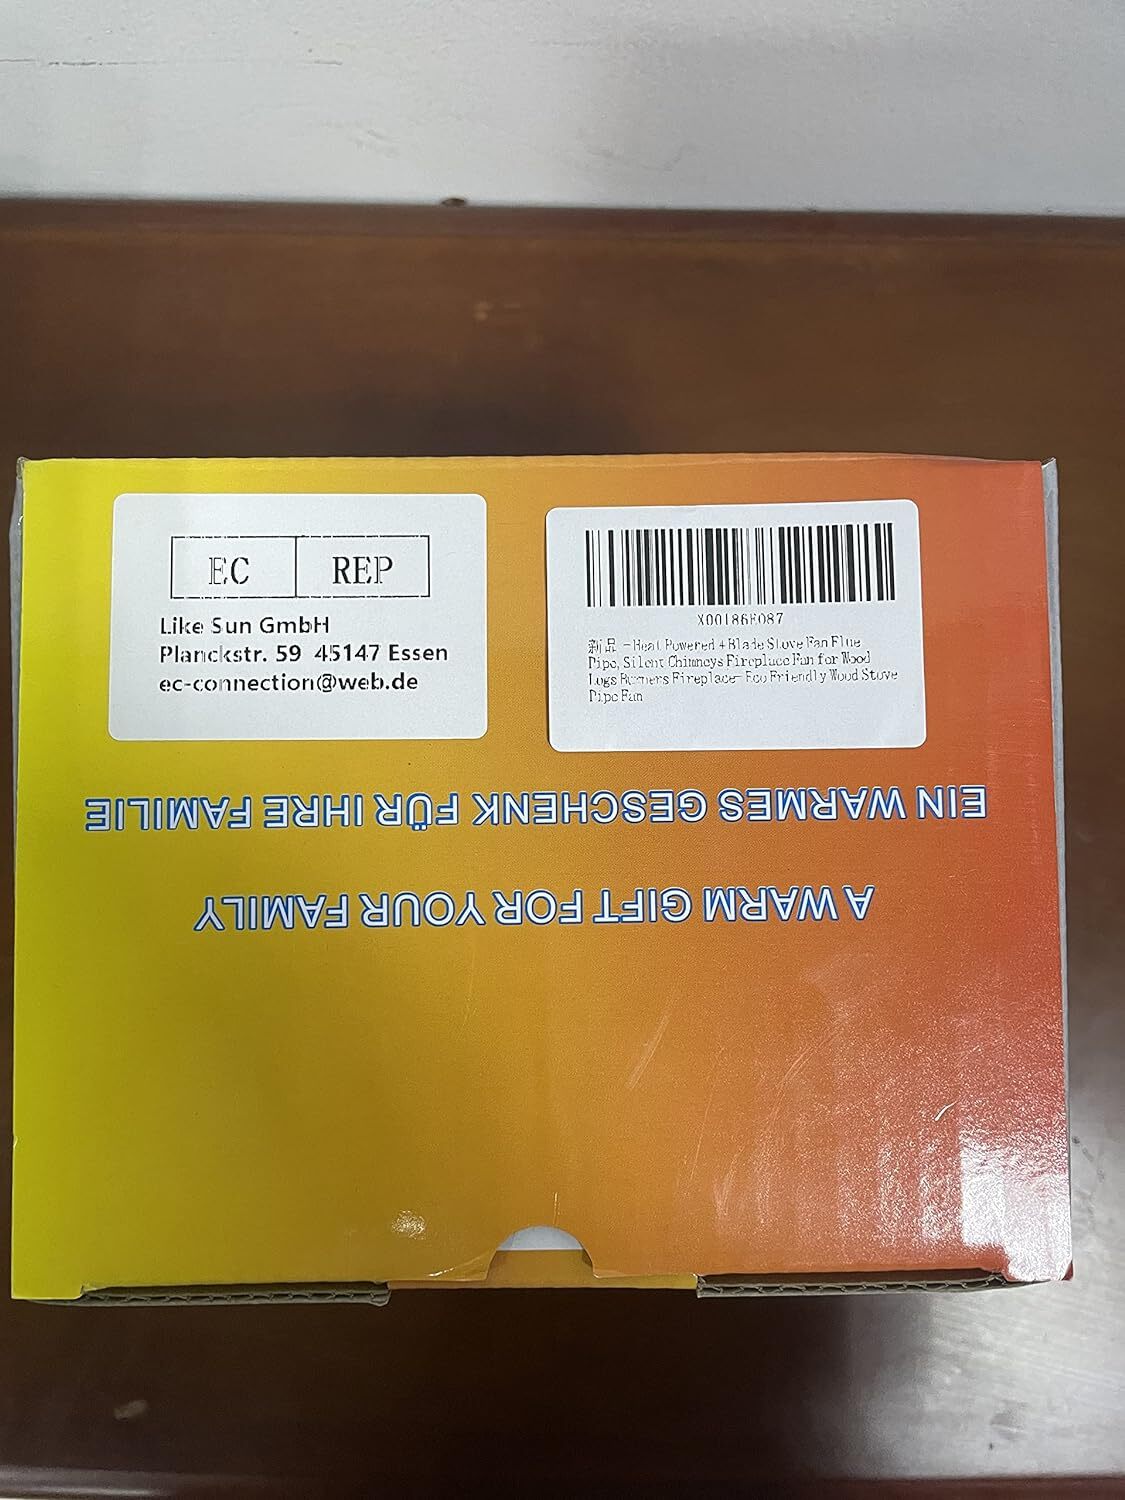 EC REP
Like Sun GmbH
Planckstr. 59 45147 Essen
ec-connection@web.de
X00186E087
新品 -Heat Powered 4 Blade Stove Fan Flue
Pipe, Silent Chimneys Fireplace Fan for Wood
Logs Burners Fireplace- Eco Friendly Wood Stove
Pipe Fan
EIN WARMES GESCHENK FÜR IHRE FAMILIE
A WARM GIFT FOR YOUR FAMILY